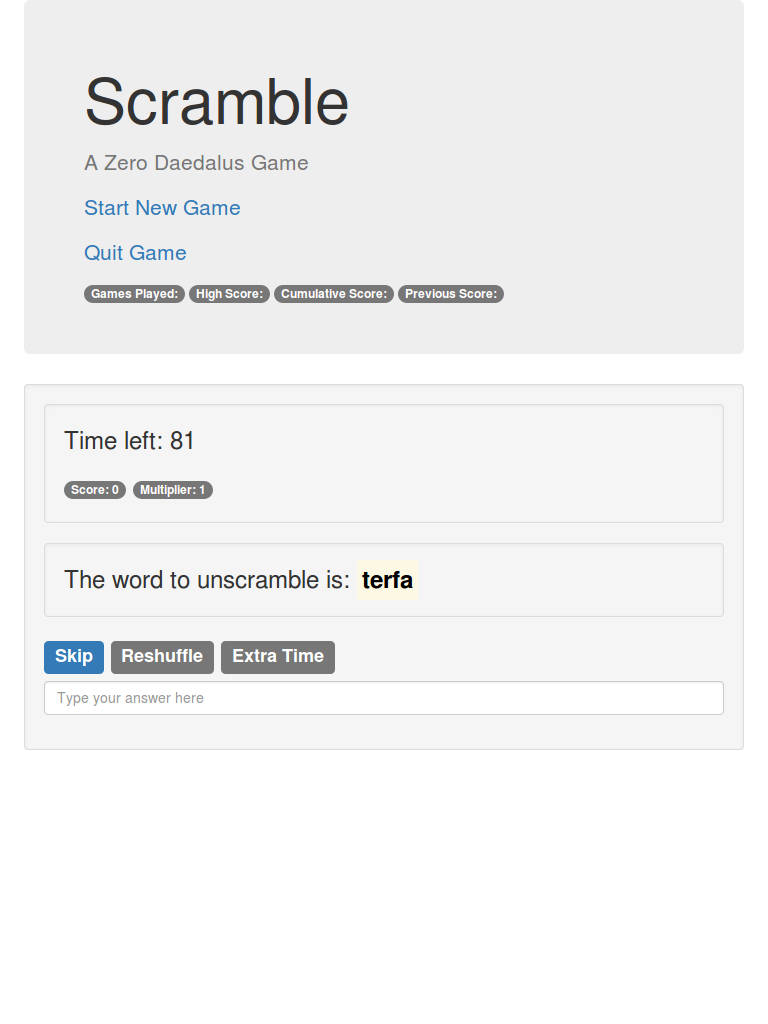 Scramble
A Zero Daedalus Game
Start New Game
Quit Game
Games Played: High Score: Cumulative Score: Previous Score:
Time left: 81
Score: 0 Multiplier: 1
The word to unscramble is: terfa
Skip Reshuffle Extra Time
Type your answer here